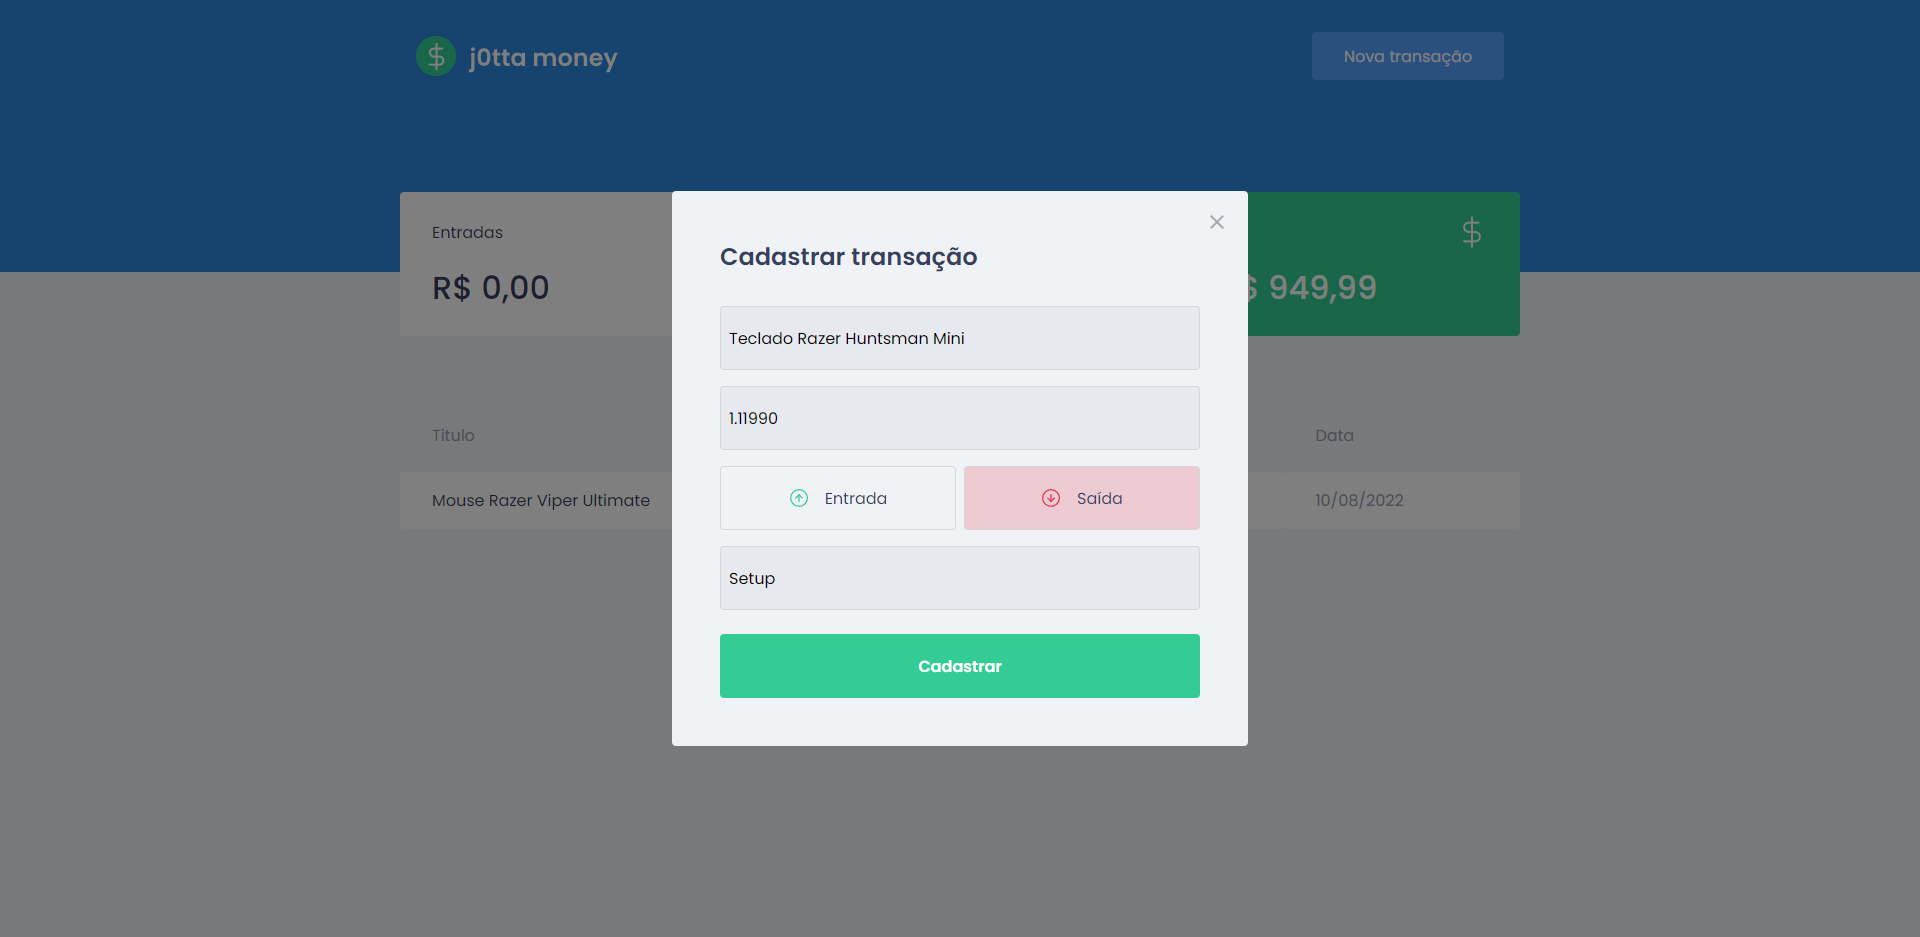 j0tta money
Nova transação
Entradas
R$ 0,00
$ 949,99
Cadastrar transação
Teclado Razer Huntsman Mini
1.11990
Entrada
Saída
Setup
Cadastrar
Titulo
Data
Mouse Razer Viper Ultimate
10/08/2022